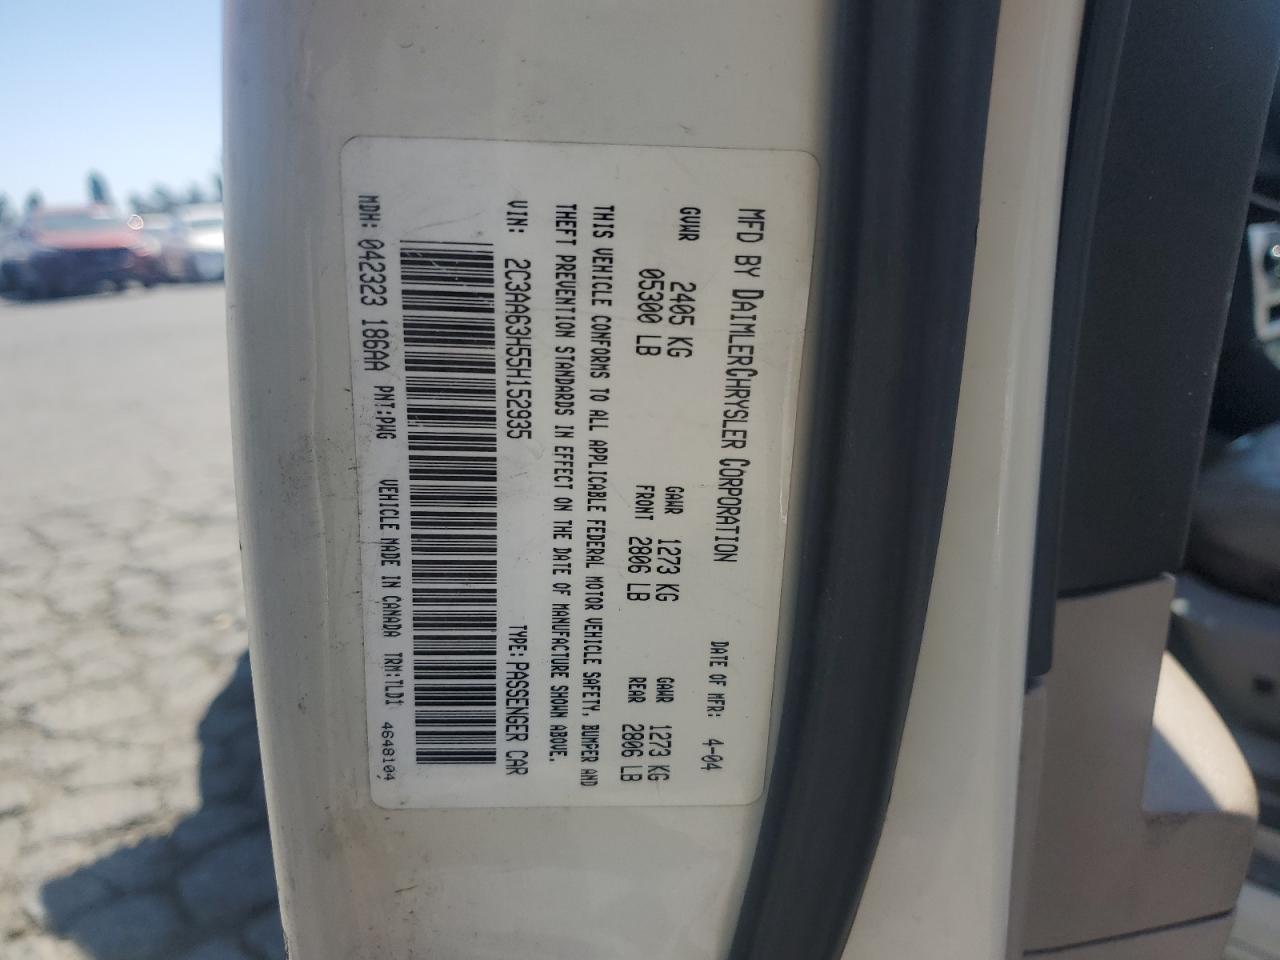 MFD BY DAIMLERCHRYSLER CORPORATION DATE OF MFR: 4-04
GVWR 2405 KG GAWR 1273 KG GAWR 1273 KG
05300 LB FRONT 2806 LB REAR 2806 LB
THIS VEHICLE CONFORMS TO ALL APPLICABLE FEDERAL MOTOR VEHICLE SAFETY, BUMPER AND
THEFT PREVENTION STANDARDS IN EFFECT ON THE DATE OF MANUFACTURE SHOWN ABOVE.
VIN: 2C3AA63H55H152935 TYPE: PASSENGER CAR
MDH: 042323 186AA PNT:PWG VEHICLE MADE IN CANADA TRM:TLD1 4648104